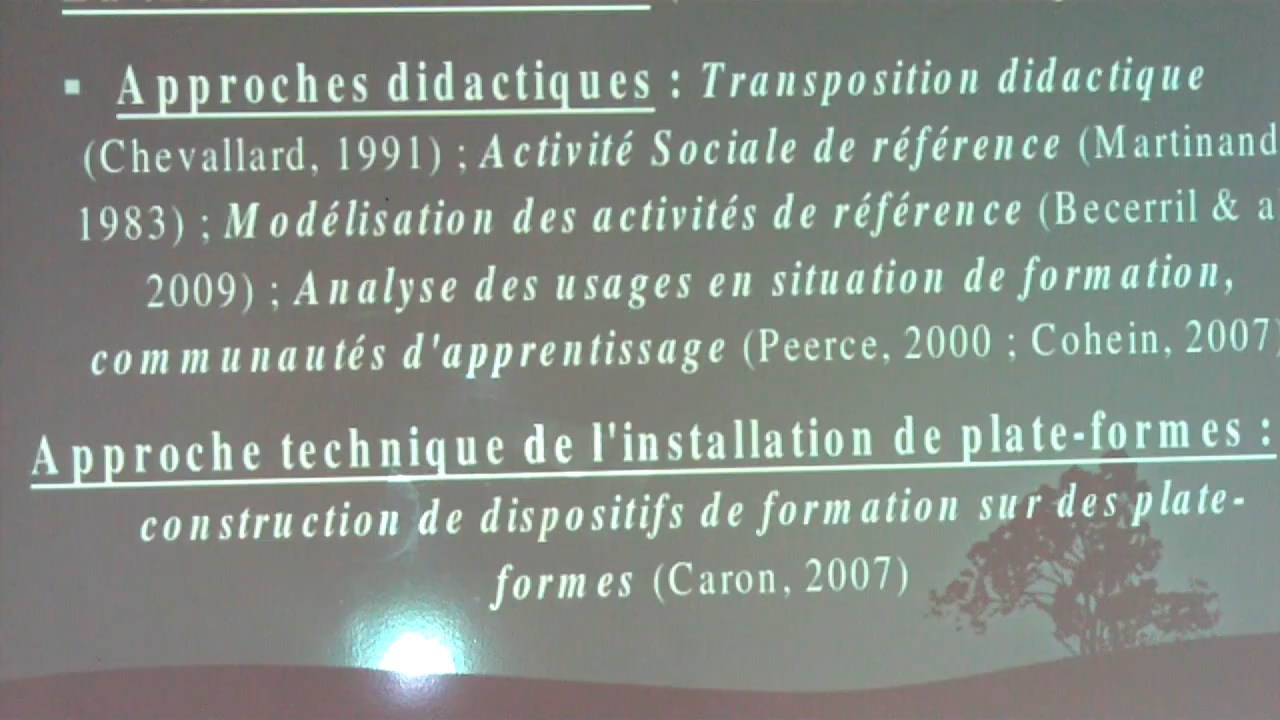 ▪ Approches didactiques : Transposition didactique
(Chevallard, 1991) ; Activité Sociale de référence (Martinand
1983) ; Modélisation des activités de référence (Becerril & a
2009) ; Analyse des usages en situation de formation,
communautés d'apprentissage (Peerce, 2000 ; Cohein, 2007)
Approche technique de l'installation de plate-formes :
construction de dispositifs de formation sur des plate-
formes (Caron, 2007)